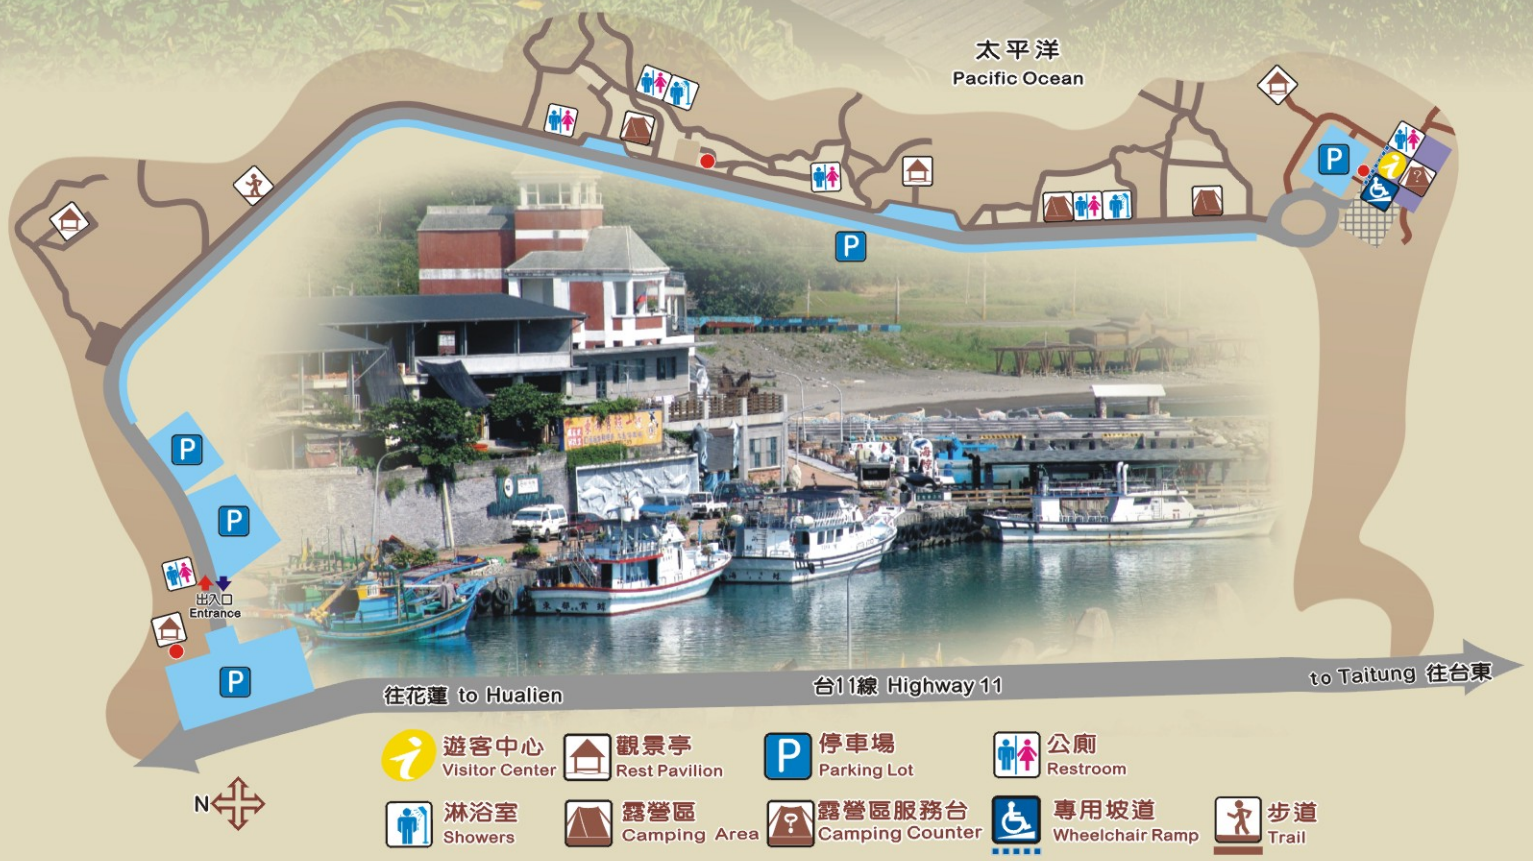 太平洋
Pacific Ocean
P
P
P
P
出入口
Entrance
P
往花蓮 to Hualien
台11線 Highway 11
to Taitung 往台東
遊客中心
Visitor Center
觀景亭
Rest Pavilion
P
停車場
Parking Lot
公廁
Restroom
N
淋浴室
Showers
露營區
Camping Area
?
露營區服務台
Camping Counter
專用坡道
Wheelchair Ramp
步道
Trail